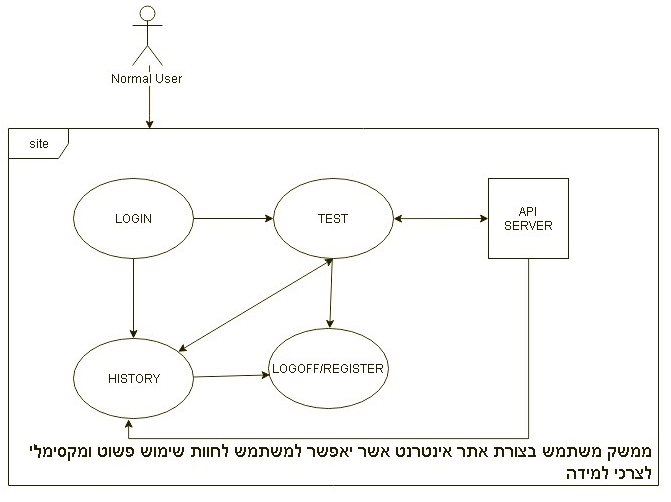 Normal User
site
LOGIN
TEST
API
SERVER
HISTORY
LOGOFF/REGISTER
ממשק משתמש בצורת אתר אינטרנט אשר יאפשר למשתמש לחוות שימוש פשוט ומקסימלי
לצרכי למידה